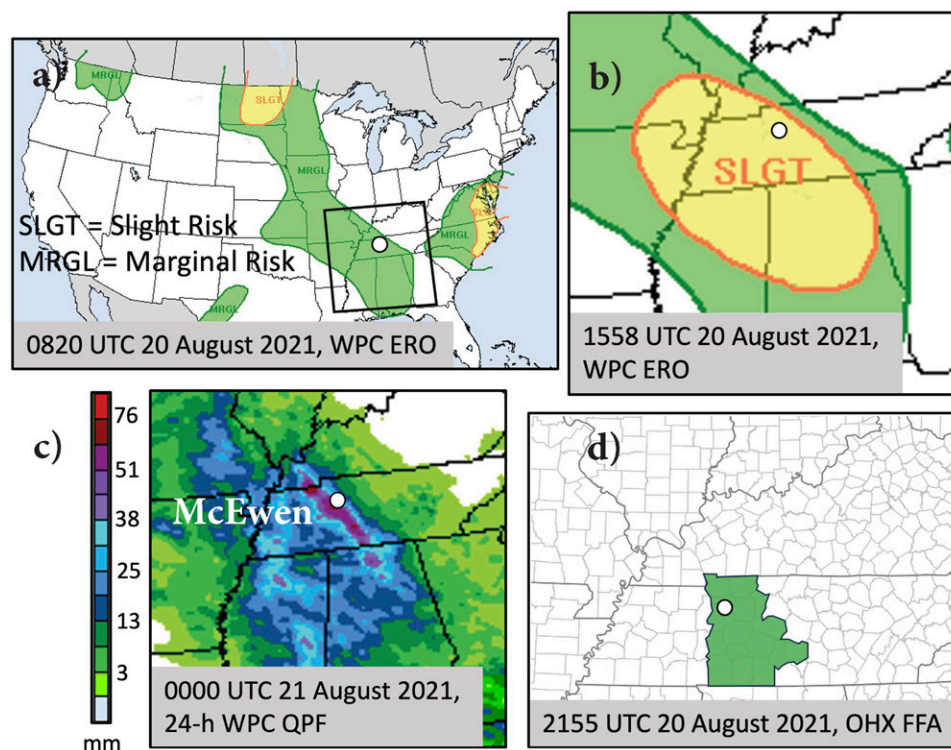 a)
MRGL
SLGT
MRGL
SLGT
MRGL
MRGL
SLGT = Slight Risk
MRGL = Marginal Risk
0820 UTC 20 August 2021, WPC ERO
b)
SLGT
1558 UTC 20 August 2021,
WPC ERO
c)
76
51
38
25
13
3
mm
McEwen
0000 UTC 21 August 2021,
24-h WPC QPF
d)
2155 UTC 20 August 2021, OHX FFA